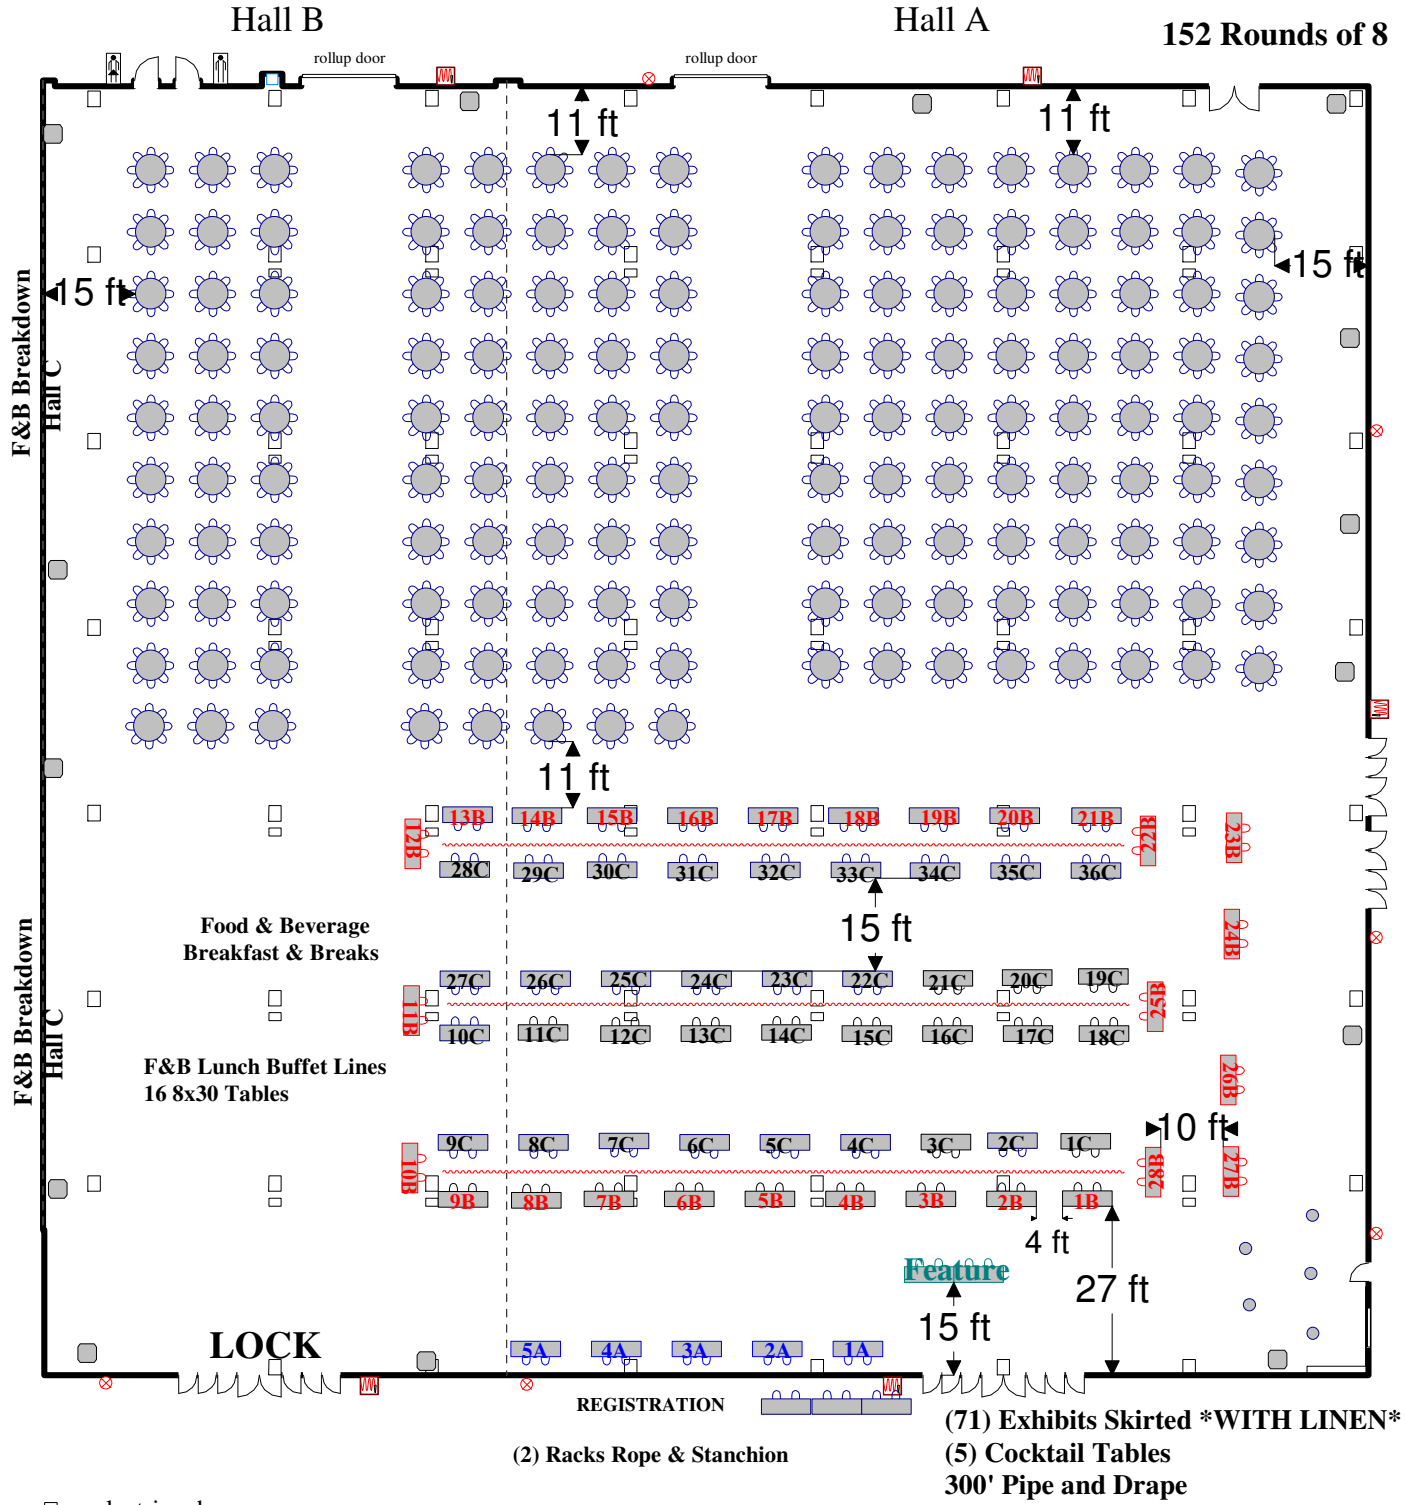 Hall B
Hall A
152 Rounds of 8
rollup door
rollup door
11 ft
11 ft
15 ft
15 ft
F&B Breakdown
Hall C
11 ft
13B
14B
15B
16B
17B
18B
19B
20B
21B
12B
22B
23B
28C
29C
30C
31C
32C
33C
34C
35C
36C
Food & Beverage
Breakfast & Breaks
15 ft
24B
27C
26C
25C
24C
23C
22C
21C
20C
19C
11B
25B
10C
11C
12C
13C
14C
15C
16C
17C
18C
F&B Breakdown
Hall C
F&B Lunch Buffet Lines
16 8x30 Tables
26B
10 ft
9C
8C
7C
6C
5C
4C
3C
2C
1C
10B
28B
27B
9B
8B
7B
6B
5B
4B
3B
2B
1B
4 ft
Feature
27 ft
15 ft
LOCK
5A
4A
3A
2A
1A
REGISTRATION
(71) Exhibits Skirted *WITH LINEN*
(2) Racks Rope & Stanchion
(5) Cocktail Tables
300' Pipe and Drape